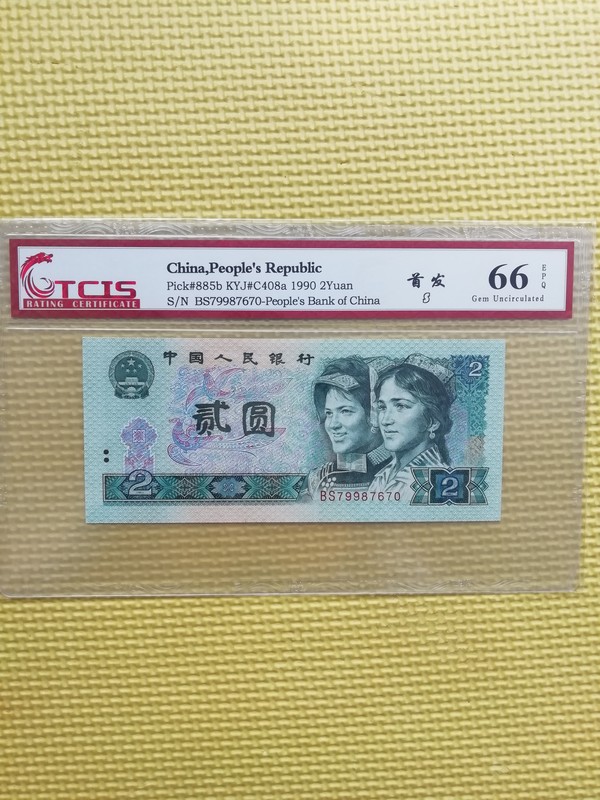 TCIS
RATING CERTIFICATE
China,People's Republic
Pick#885b KYJ#C408a 1990 2Yuan
S/N BS79987670-People's Bank of China
首发
66 EPQ
Gem Uncirculated
中国人民银行
2
贰圆
2
BS79987670
2